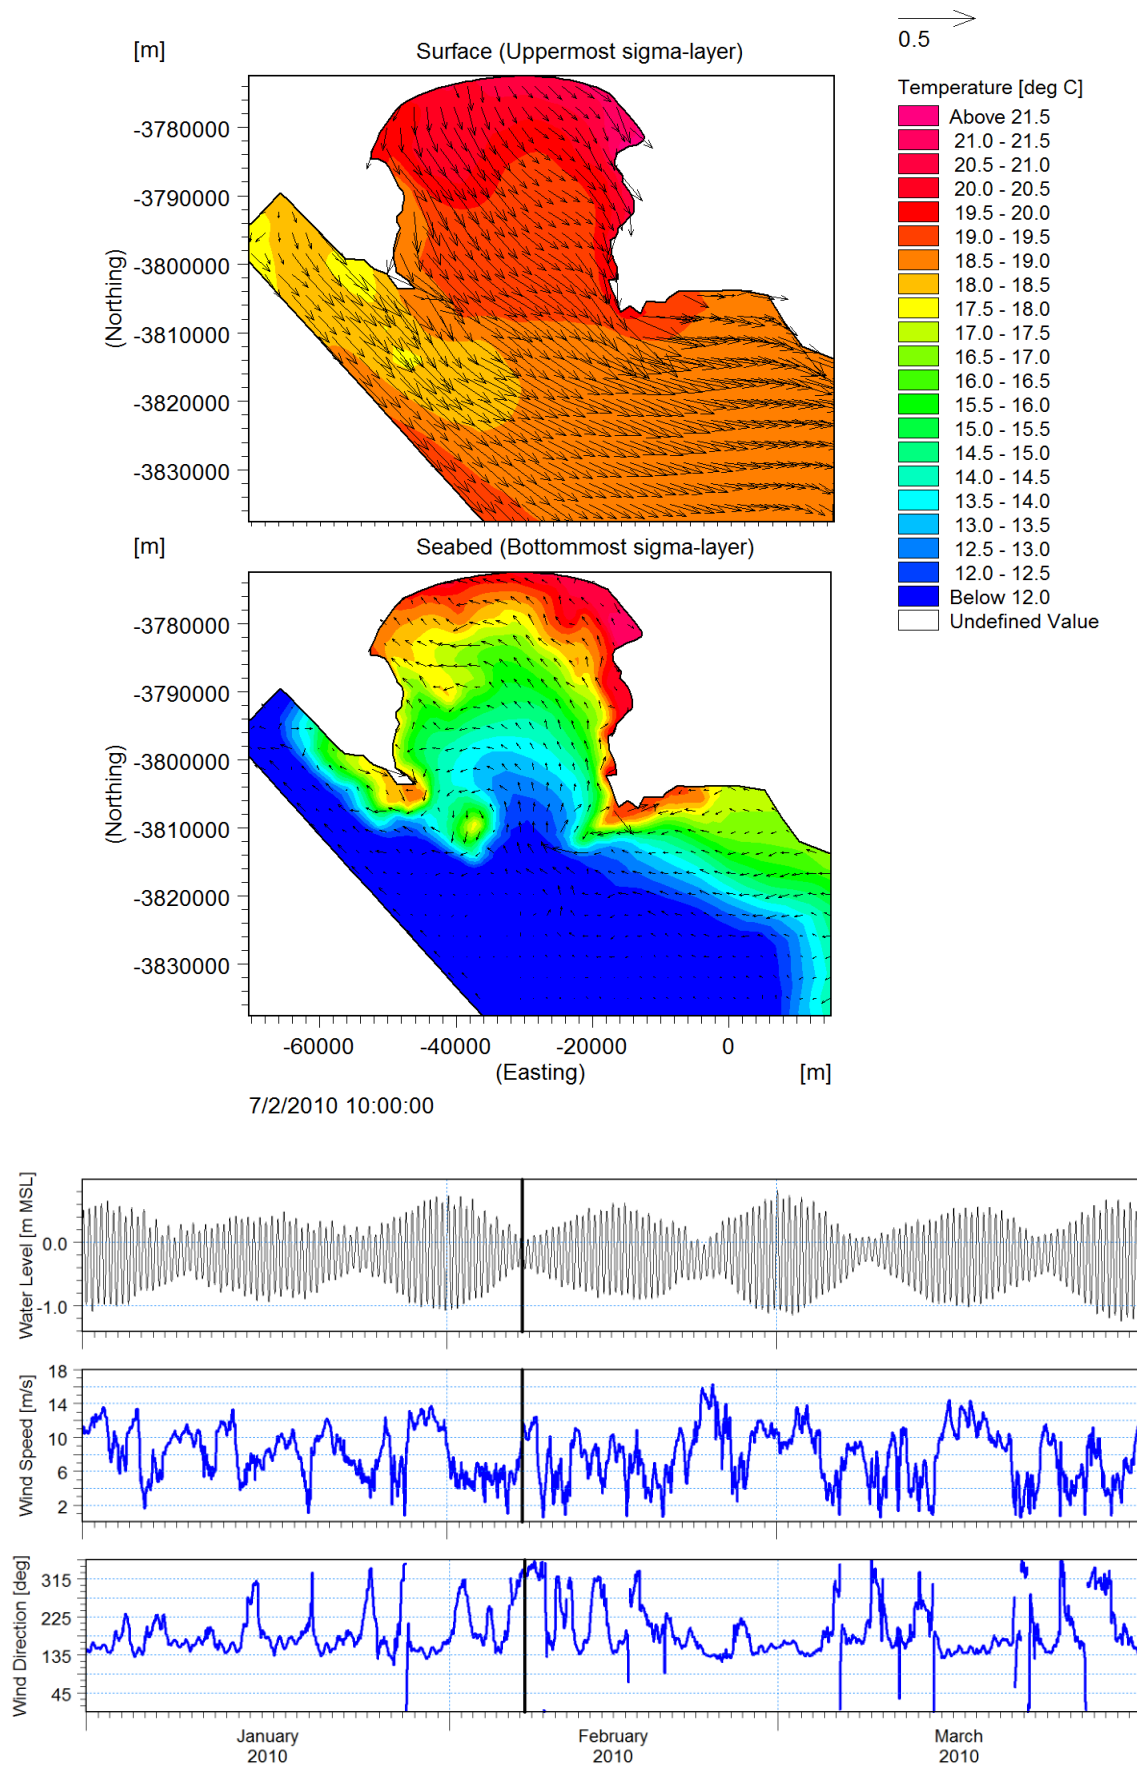 0.5
[m]
Surface (Uppermost sigma-layer)
-3780000
-3790000
-3800000
-3810000
-3820000
-3830000
(Northing)
Temperature [deg C]
Above 21.5
21.0 - 21.5
20.5 - 21.0
20.0 - 20.5
19.5 - 20.0
19.0 - 19.5
18.5 - 19.0
18.0 - 18.5
17.5 - 18.0
17.0 - 17.5
16.5 - 17.0
16.0 - 16.5
15.5 - 16.0
15.0 - 15.5
14.5 - 15.0
14.0 - 14.5
13.5 - 14.0
13.0 - 13.5
12.5 - 13.0
12.0 - 12.5
Below 12.0
Undefined Value
[m]
Seabed (Bottommost sigma-layer)
-3780000
-3790000
-3800000
-3810000
-3820000
-3830000
(Northing)
-60000 -40000 -20000 0
(Easting) [m]
7/2/2010 10:00:00
Water Level [m MSL]
0.0
-1.0
Wind Speed [m/s]
18
14
10
6
2
Wind Direction [deg]
315
225
135
45
January February March
2010 2010 2010